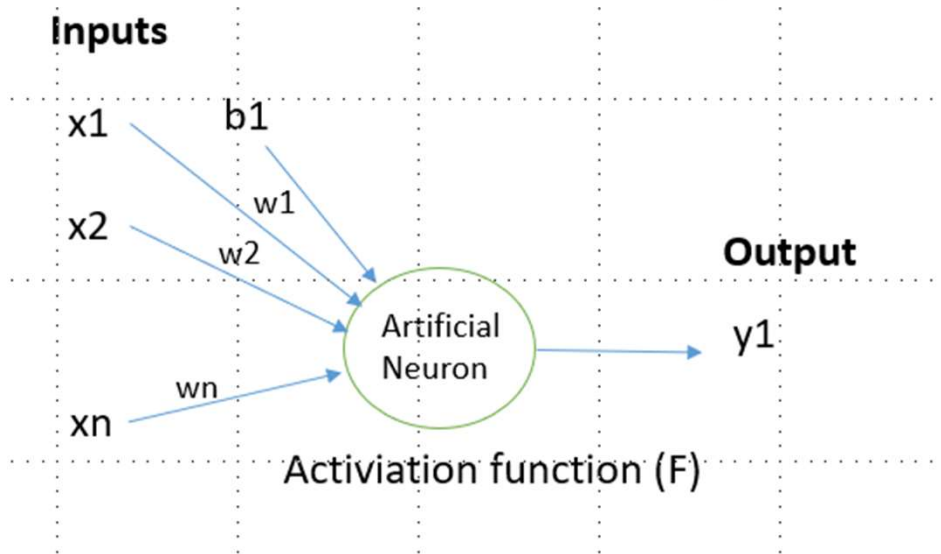 Inputs
x1
b1
w1
x2
w2
Output
Artificial
Neuron
y1
wn
xn
Activiation function (F)